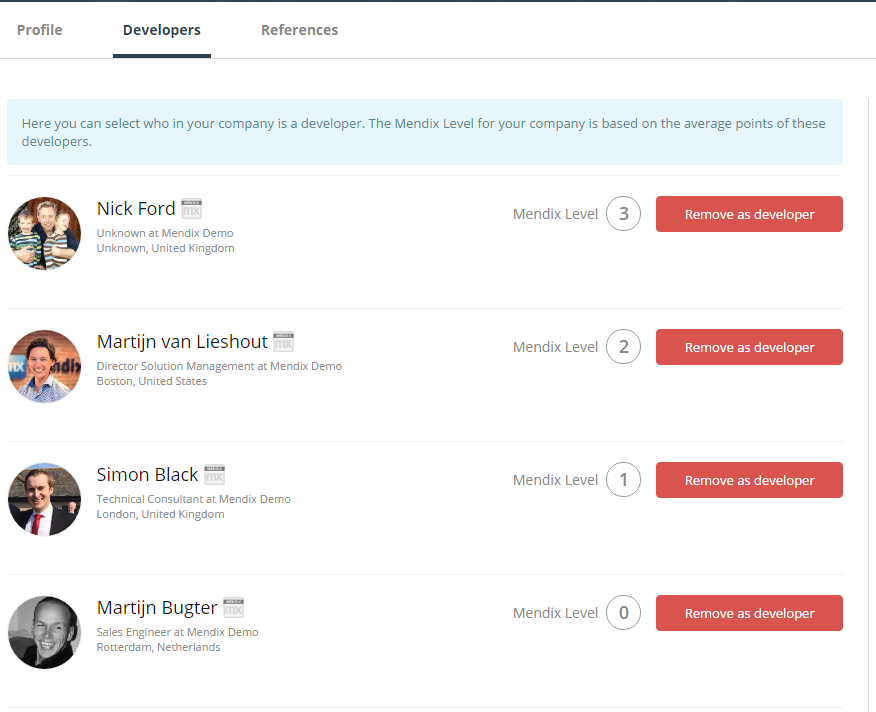 Profile Developers References
Here you can select who in your company is a developer. The Mendix Level for your company is based on the average points of these
developers.
Nick Ford mx Mendix Level 3 Remove as developer
Unknown at Mendix Demo
Unknown, United Kingdom
Martijn van Lieshout mx Mendix Level 2 Remove as developer
Director Solution Management at Mendix Demo
Boston, United States
Simon Black mx Mendix Level 1 Remove as developer
Technical Consultant at Mendix Demo
London, United Kingdom
Martijn Bugter mx Mendix Level 0 Remove as developer
Sales Engineer at Mendix Demo
Rotterdam, Netherlands